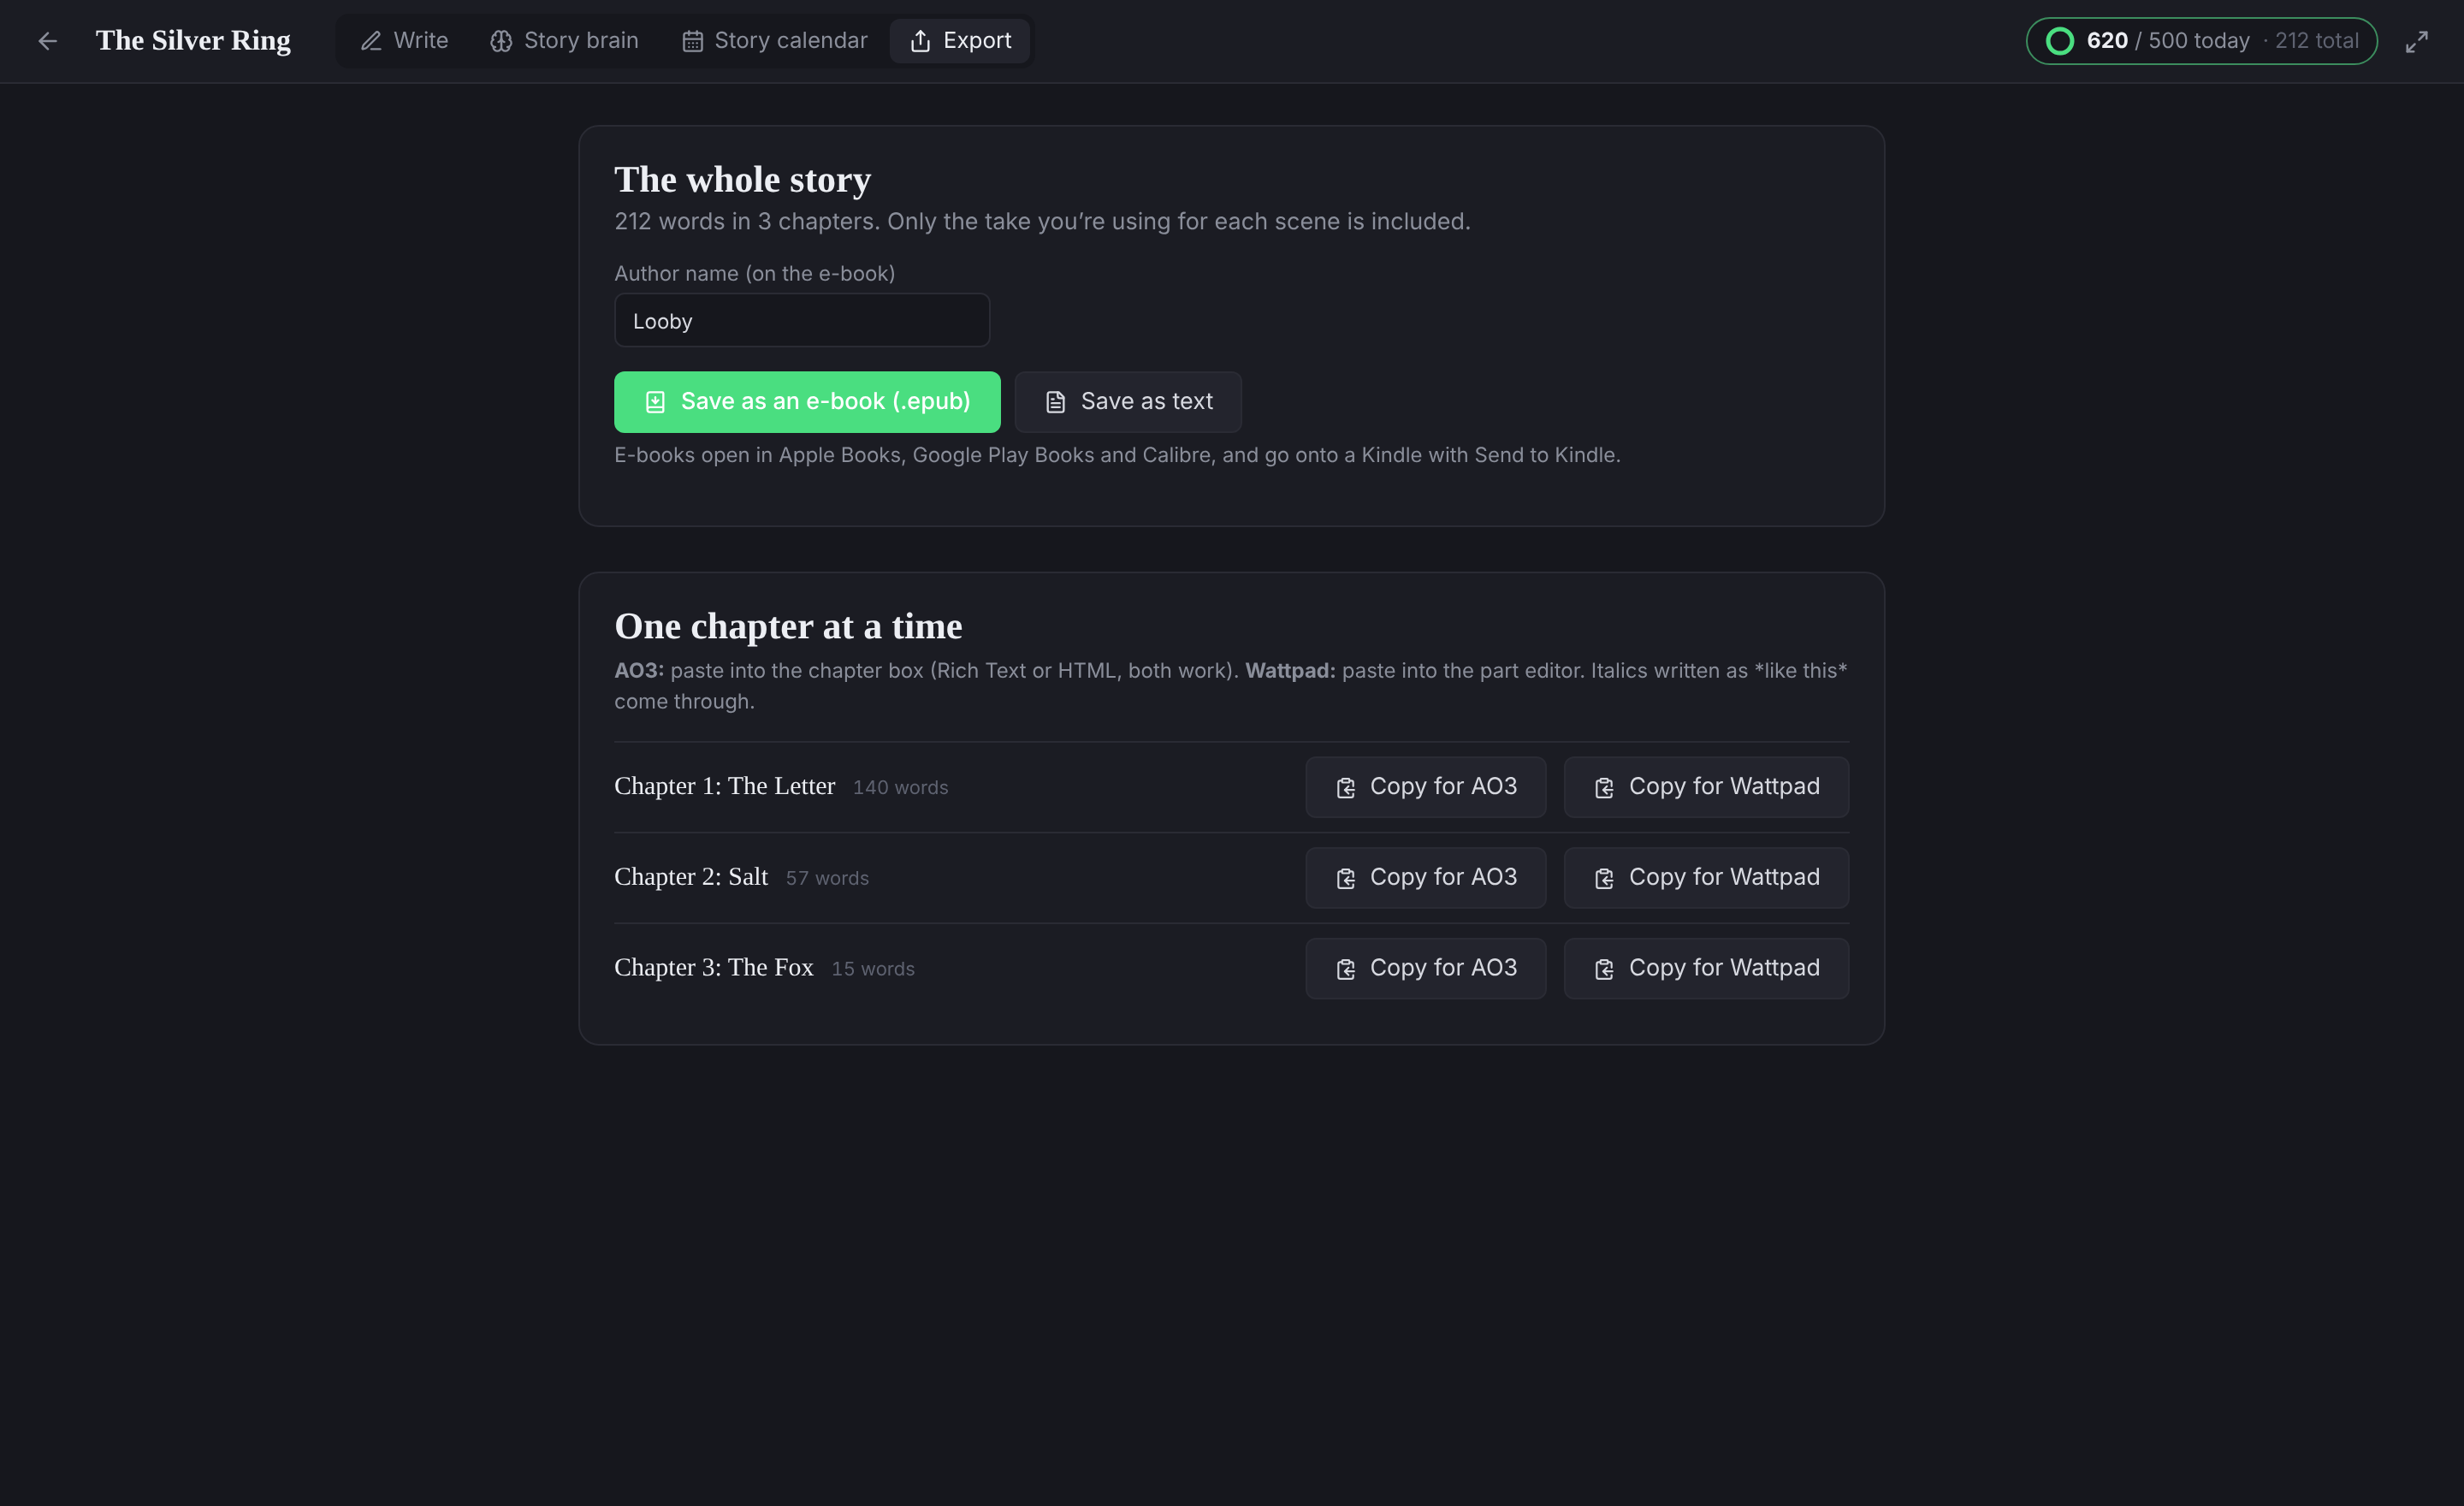 The Silver Ring
Write
Story brain
Story calendar
Export
620 / 500 today · 212 total
The whole story
212 words in 3 chapters. Only the take you’re using for each scene is included.
Author name (on the e-book)
Looby
Save as an e-book (.epub)
Save as text
E-books open in Apple Books, Google Play Books and Calibre, and go onto a Kindle with Send to Kindle.
One chapter at a time
AO3: paste into the chapter box (Rich Text or HTML, both work). Wattpad: paste into the part editor. Italics written as *like this*
come through.
Chapter 1: The Letter 140 words
Copy for AO3
Copy for Wattpad
Chapter 2: Salt 57 words
Copy for AO3
Copy for Wattpad
Chapter 3: The Fox 15 words
Copy for AO3
Copy for Wattpad